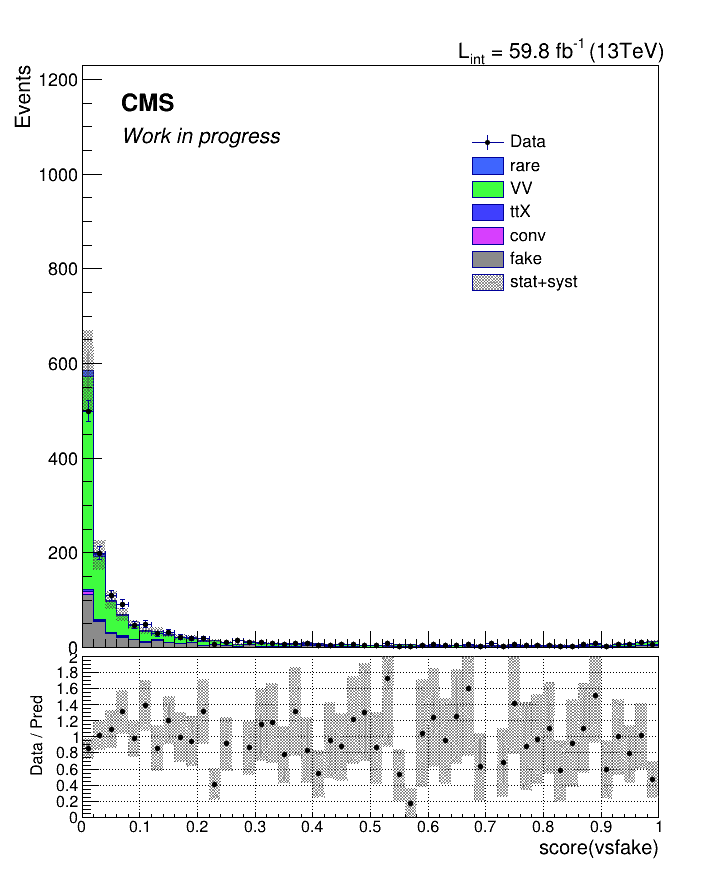 L_int = 59.8 fb^-1 (13TeV)
Events
1200
1000
800
600
400
200
0
CMS
Work in progress
Data
rare
VV
ttX
conv
fake
stat+syst
Data / Pred
2
1.8
1.6
1.4
1.2
1
0.8
0.6
0.4
0.2
0
0 0.1 0.2 0.3 0.4 0.5 0.6 0.7 0.8 0.9 1
score(vsfake)